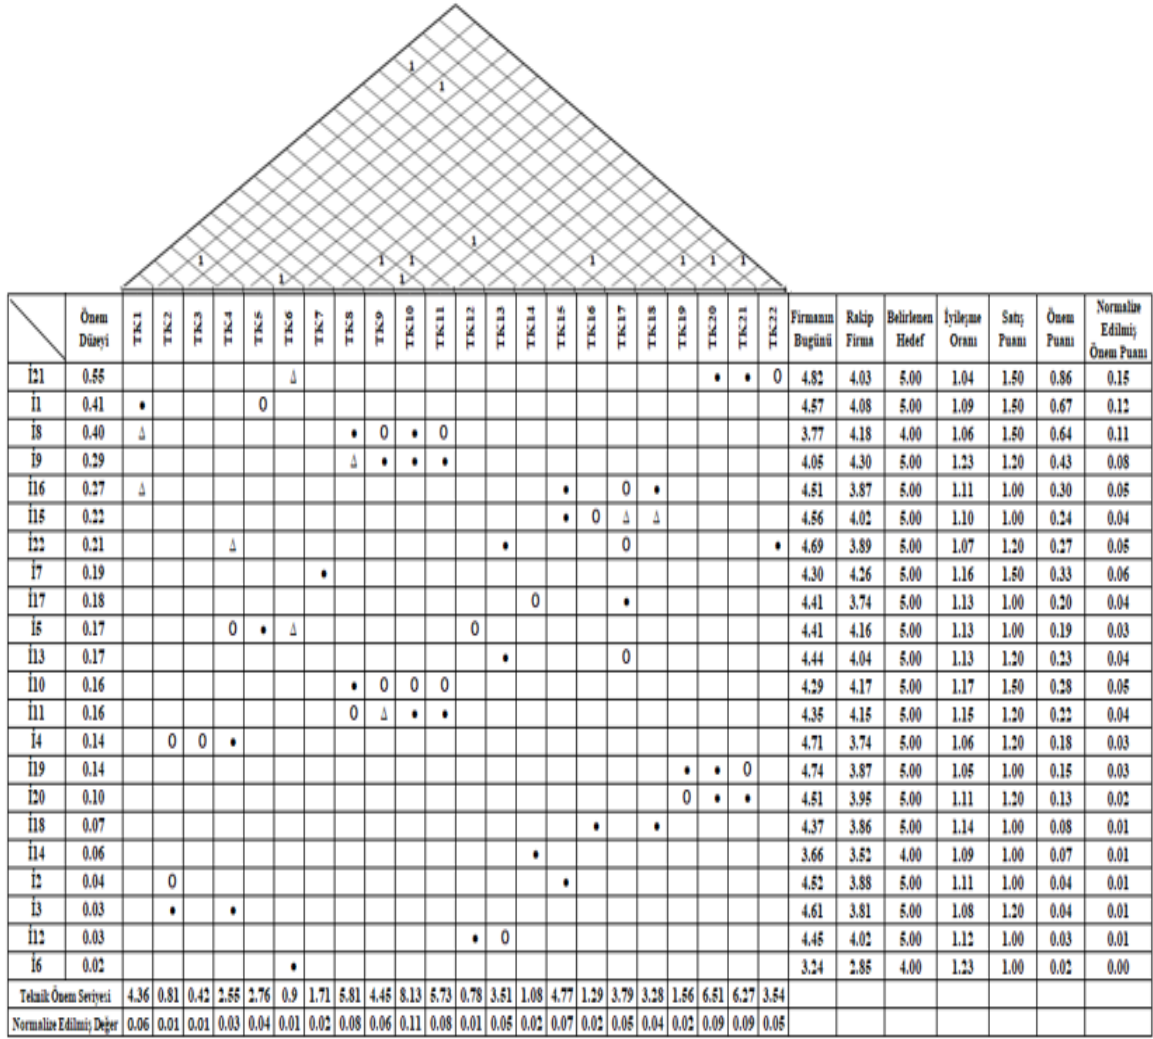 1
1
1
1 1 1 1 1 1 1
1 1
Önem Düzeyi TK1 TK2 TK3 TK4 TK5 TK6 TK7 TK8 TK9 TK10 TK11 TK12 TK13 TK14 TK15 TK16 TK17 TK18 TK19 TK20 TK21 TK22 Firmanın Bugünü Rakip Firma Belirlenen Hedef İyileşme Oranı Satış Puanı Önem Puanı Normalize Edilmiş Önem Puanı
İ21 0.55 Δ • • O 4.82 4.03 5.00 1.04 1.50 0.86 0.15
İ1 0.41 • O 4.57 4.08 5.00 1.09 1.50 0.67 0.12
İ8 0.40 Δ • O • O 3.77 4.18 4.00 1.06 1.50 0.64 0.11
İ9 0.29 Δ • • • 4.05 4.30 5.00 1.23 1.20 0.43 0.08
İ16 0.27 Δ • O • 4.51 3.87 5.00 1.11 1.00 0.30 0.05
İ15 0.22 • O Δ Δ 4.56 4.02 5.00 1.10 1.00 0.24 0.04
İ22 0.21 Δ • O • 4.69 3.89 5.00 1.07 1.20 0.27 0.05
İ7 0.19 • 4.30 4.26 5.00 1.16 1.50 0.33 0.06
İ17 0.18 O • 4.41 3.74 5.00 1.13 1.00 0.20 0.04
İ5 0.17 O • Δ O 4.41 4.16 5.00 1.13 1.00 0.19 0.03
İ13 0.17 • O 4.44 4.04 5.00 1.13 1.20 0.23 0.04
İ10 0.16 • O O O 4.29 4.17 5.00 1.17 1.50 0.28 0.05
İ11 0.16 O Δ • • 4.35 4.15 5.00 1.15 1.20 0.22 0.04
İ4 0.14 O O • 4.71 3.74 5.00 1.06 1.20 0.18 0.03
İ19 0.14 • • O 4.74 3.87 5.00 1.05 1.00 0.15 0.03
İ20 0.10 O • • 4.51 3.95 5.00 1.11 1.20 0.13 0.02
İ18 0.07 • • 4.37 3.86 5.00 1.14 1.00 0.08 0.01
İ14 0.06 • 3.66 3.52 4.00 1.09 1.00 0.07 0.01
İ2 0.04 O • 4.52 3.88 5.00 1.11 1.00 0.04 0.01
İ3 0.03 • • 4.61 3.81 5.00 1.08 1.20 0.04 0.01
İ12 0.03 • O 4.45 4.02 5.00 1.12 1.00 0.03 0.01
İ6 0.02 • 3.24 2.85 4.00 1.23 1.00 0.02 0.00
Teknik Önem Seviyesi 4.36 0.81 0.42 2.55 2.76 0.9 1.71 5.81 4.45 8.13 5.73 0.78 3.51 1.08 4.77 1.29 3.79 3.28 1.56 6.51 6.27 3.54
Normalize Edilmiş Değer 0.06 0.01 0.01 0.03 0.04 0.01 0.02 0.08 0.06 0.11 0.08 0.01 0.05 0.02 0.07 0.02 0.05 0.04 0.02 0.09 0.09 0.05